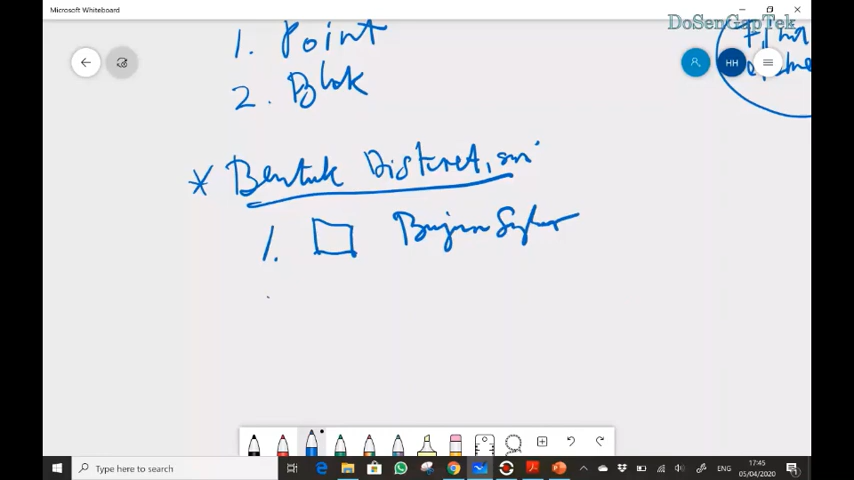 Microsoft Whiteboard
DoSenGapTek
1. Point
2. Blok
HH
* Bentuk Diskretisasi
1. Bujur Sangkar
Type here to search
ENG
17:45
05/04/2020